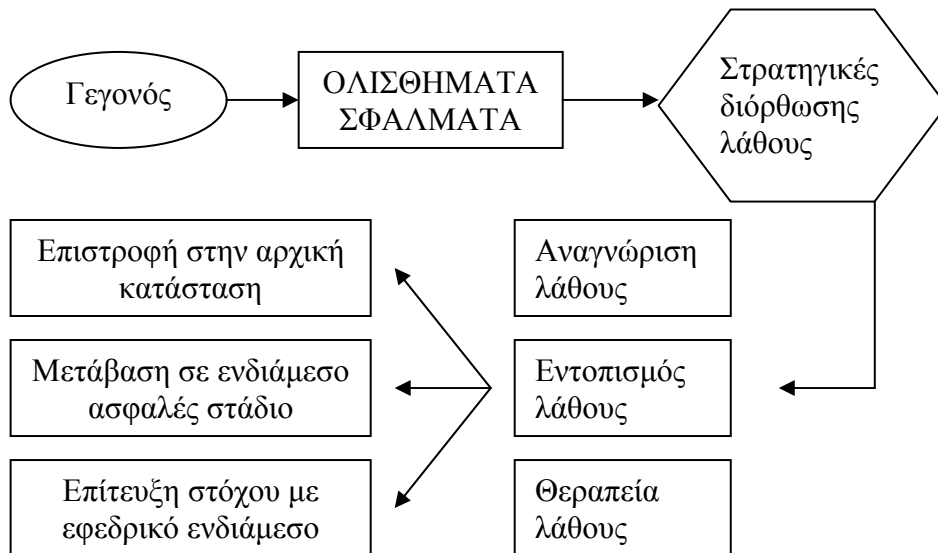 Γεγονός
ΟΛΙΣΘΗΜΑΤΑ
ΣΦΑΛΜΑΤΑ
Στρατηγικές
διόρθωσης
λάθους
Επιστροφή στην αρχική
κατάσταση
Αναγνώριση
λάθους
Μετάβαση σε ενδιάμεσο
ασφαλές στάδιο
Εντοπισμός
λάθους
Επίτευξη στόχου με
εφεδρικό ενδιάμεσο
Θεραπεία
λάθους